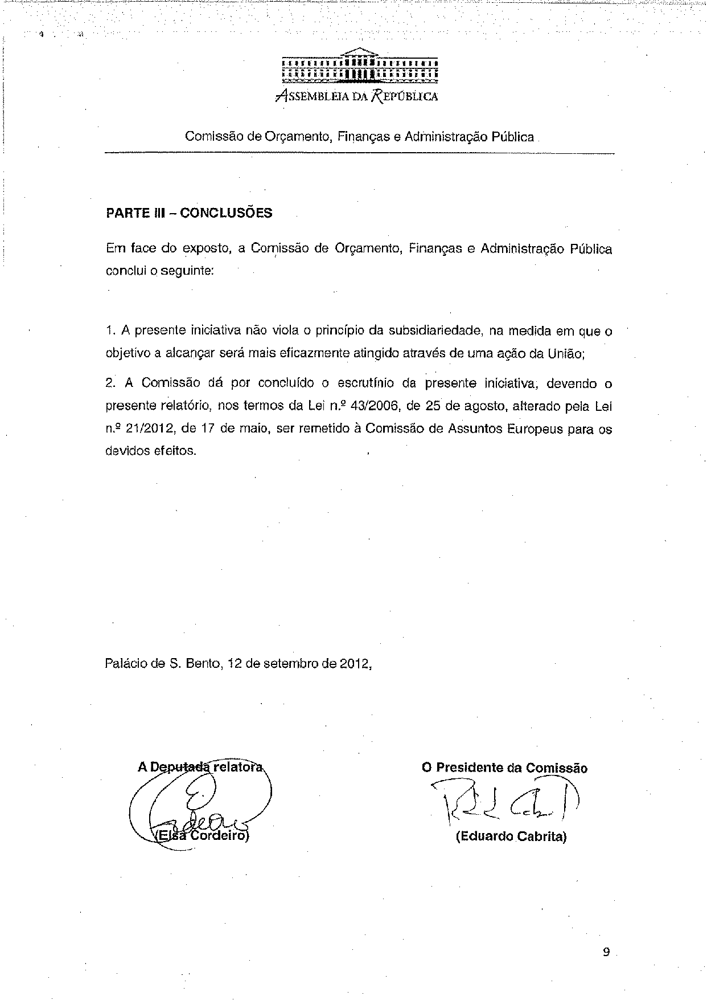 ASSEMBLEIA DA REPÚBLICA
Comissão de Orçamento, Finanças e Administração Pública
PARTE III – CONCLUSÕES
Em face do exposto, a Comissão de Orçamento, Finanças e Administração Pública
conclui o seguinte:
1. A presente iniciativa não viola o princípio da subsidiariedade, na medida em que o
objetivo a alcançar será mais eficazmente atingido através de uma ação da União;
2. A Comissão dá por concluído o escrutínio da presente iniciativa, devendo o
presente relatório, nos termos da Lei n.º 43/2006, de 25 de agosto, alterado pela Lei
n.º 21/2012, de 17 de maio, ser remetido à Comissão de Assuntos Europeus para os
devidos efeitos.
Palácio de S. Bento, 12 de setembro de 2012,
A Deputada relatora O Presidente da Comissão
(Elsa Cordeiro) (Eduardo Cabrita)
9